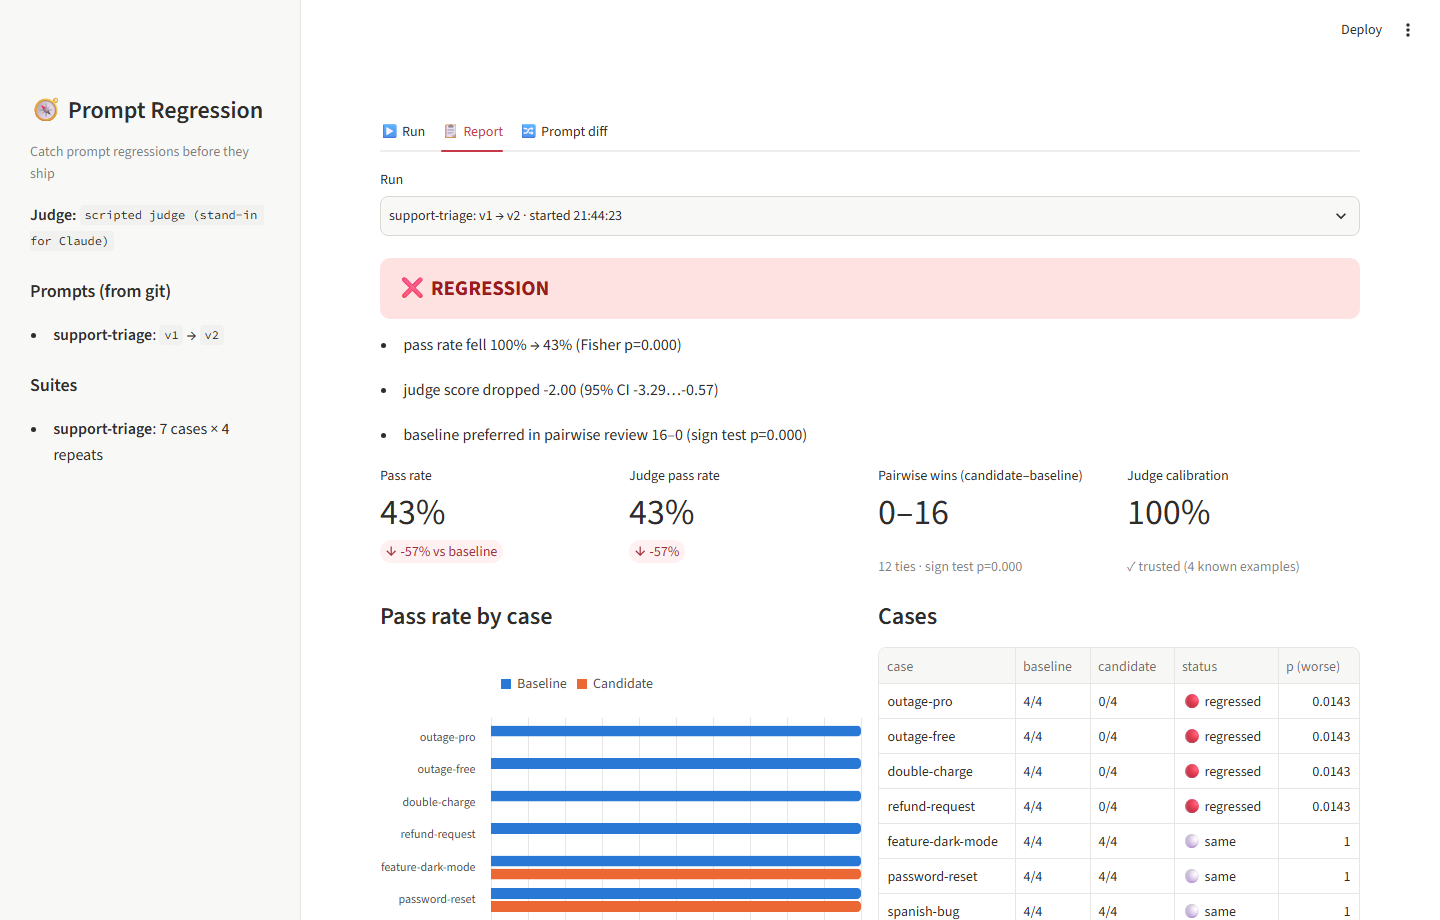 Deploy
Prompt Regression
Catch prompt regressions before they
ship
Judge: scripted judge (stand-in
for Claude)
Prompts (from git)
support-triage: v1 → v2
Suites
support-triage: 7 cases × 4
repeats
Run
Report
Prompt diff
Run
support-triage: v1 → v2 · started 21:44:23
REGRESSION
pass rate fell 100% → 43% (Fisher p=0.000)
judge score dropped -2.00 (95% CI -3.29…-0.57)
baseline preferred in pairwise review 16–0 (sign test p=0.000)
Pass rate
43%
↓ -57% vs baseline
Judge pass rate
43%
↓ -57%
Pairwise wins (candidate–baseline)
0–16
12 ties · sign test p=0.000
Judge calibration
100%
✓ trusted (4 known examples)
Pass rate by case
Baseline
Candidate
outage-pro
outage-free
double-charge
refund-request
feature-dark-mode
password-reset
Cases
case baseline candidate status p (worse)
outage-pro 4/4 0/4 regressed 0.0143
outage-free 4/4 0/4 regressed 0.0143
double-charge 4/4 0/4 regressed 0.0143
refund-request 4/4 0/4 regressed 0.0143
feature-dark-mode 4/4 4/4 same 1
password-reset 4/4 4/4 same 1
spanish-bug 4/4 4/4 same 1